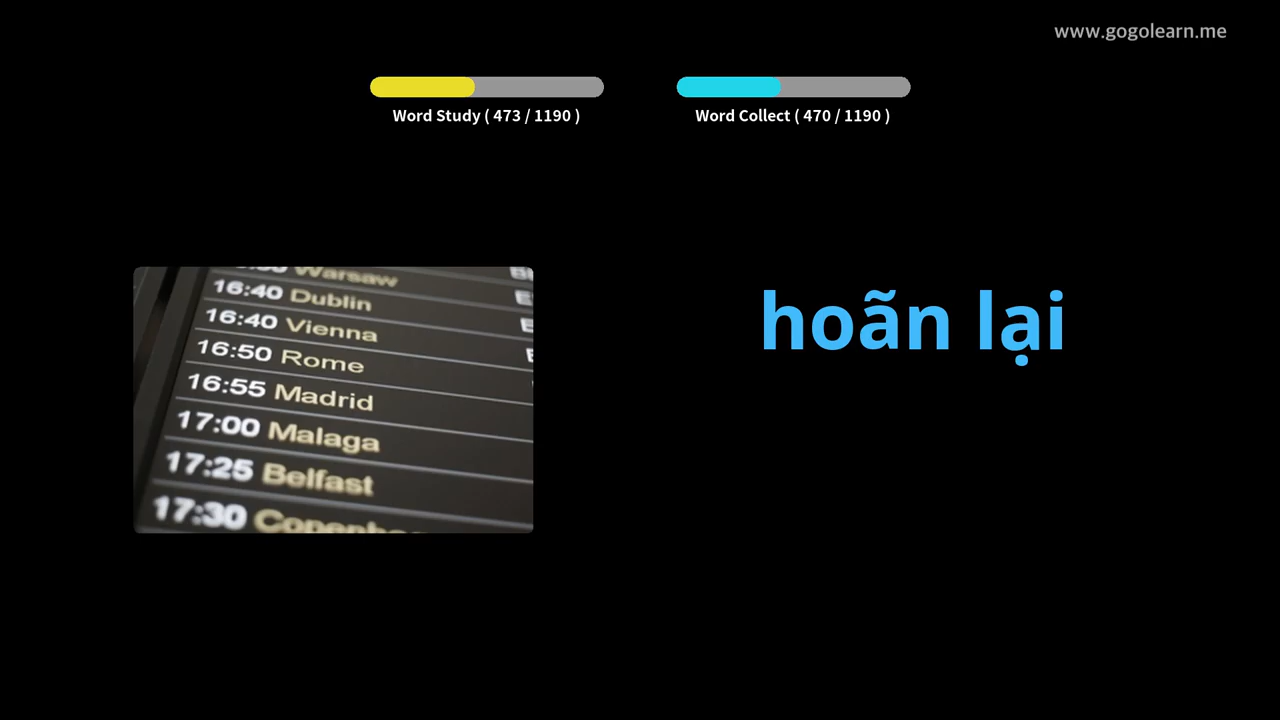 www.gogolearn.me
Word Study ( 473 / 1190 )
Word Collect ( 470 / 1190 )
Warsaw
16:40 Dublin
16:40 Vienna
16:50 Rome
16:55 Madrid
17:00 Malaga
17:25 Belfast
17:30
hoãn lại